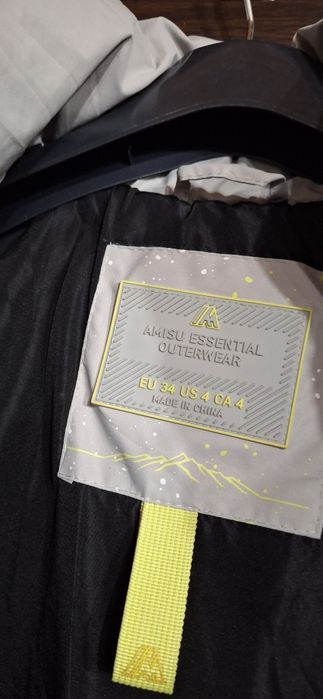 AMISU ESSENTIAL
OUTERWEAR
EU 34 US 4 CA 4
MADE IN CHINA